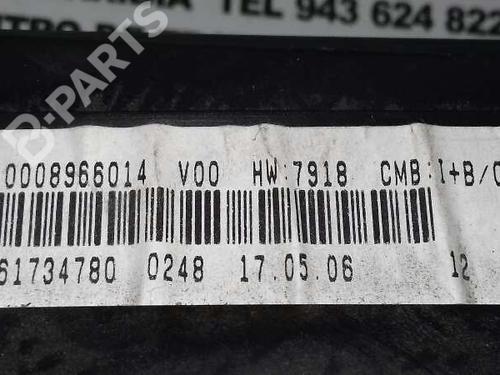 TEL 943 624 822
B-PARTS
0008966014 V00 HW:7918 CMB:I+B/
61734780 0248 17.05.06 12